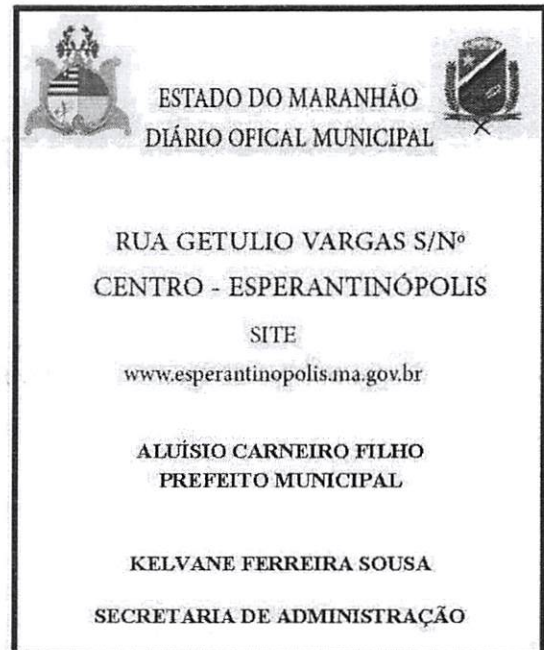 ESTADO DO MARANHÃO
DIÁRIO OFICAL MUNICIPAL
RUA GETULIO VARGAS S/Nº
CENTRO - ESPERANTINÓPOLIS
SITE
www.esperantinopolis.ma.gov.br
ALUÍSIO CARNEIRO FILHO
PREFEITO MUNICIPAL
KELVANE FERREIRA SOUSA
SECRETARIA DE ADMINISTRAÇÃO